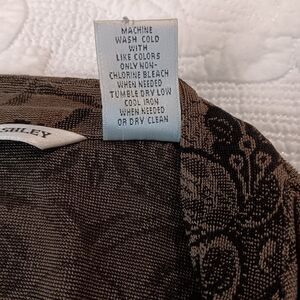 MACHINE
WASH COLD
WITH
LIKE COLORS
ONLY NON-
CHLORINE BLEACH
WHEN NEEDED
TUMBLE DRY LOW
COOL IRON
WHEN NEEDED
OR DRY CLEAN